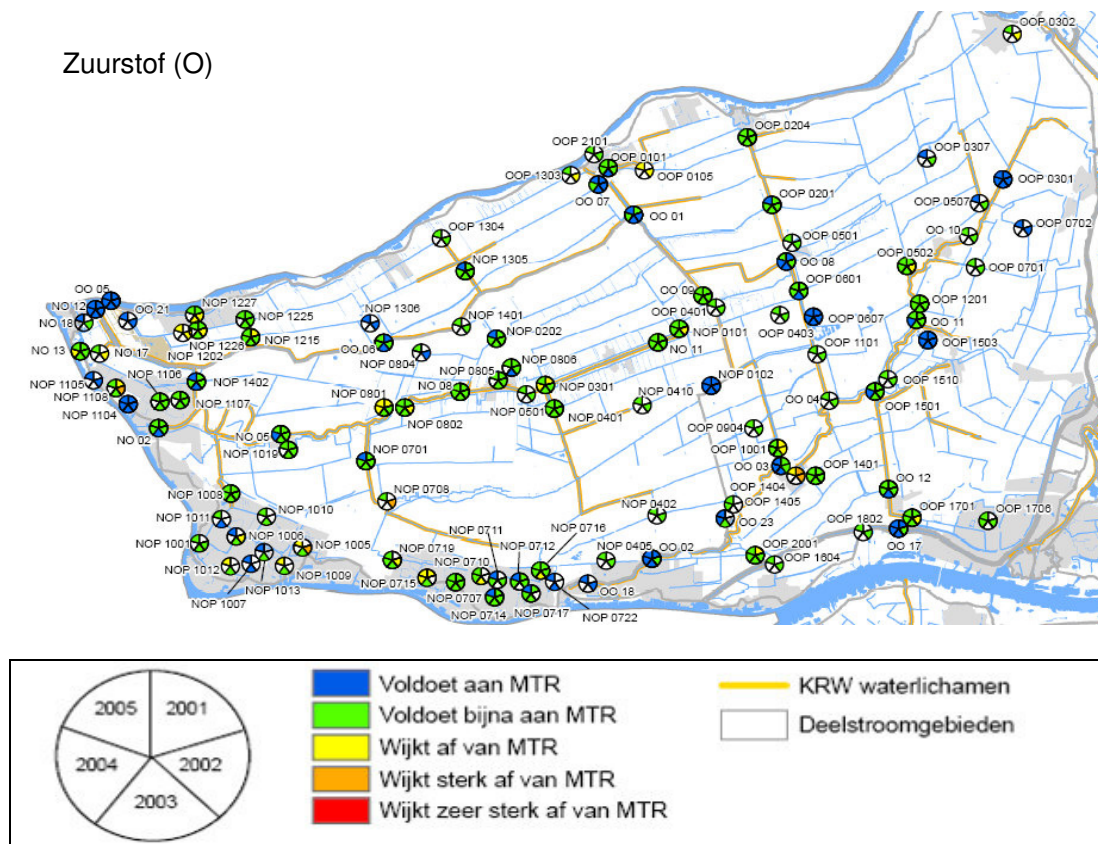 Zuurstof (O)
OOP 0302
OOP 0204
OOP 2101
OOP 0101
OOP 0307
OOP 1303
OOP 0105
OOP 0301
OO 07
OOP 0201
OOP 0507
OO 01
OOP 0702
OOP 1304
OOP 0501
OO 10
NOP 1305
OO 08
OOP 0502
OOP 0701
OOP 0601
OO 05
OO 09
NO 12
NOP 1227
OOP 1201
OO 21
NOP 1225
NOP 1306
NOP 1401
OOP 0401
OOP 0607
NO 18
NOP 0202
NOP 0101
OO 11
OOP 0403
NOP 1226
NOP 1215
OO 06
OOP 1503
NO 13
NO 17
NOP 1202
NO 11
OOP 1101
NOP 0804
NOP 0806
NOP 1106
NOP 0805
NOP 0102
NOP 1105
NOP 1402
NO 08
NOP 0301
NOP 0410
OOP 1510
NOP 1108
NOP 0801
OO 04
NOP 1107
NOP 0501
OOP 1501
NOP 1104
NOP 0401
NOP 0802
NO 02
NO 05
OOP 0904
OOP 1001
NOP 1019
NOP 0701
OO 03
OOP 1401
OO 12
OOP 1404
NOP 1008
NOP 0708
NOP 0402
OOP 1405
NOP 1010
OOP 1701
OOP 1706
NOP 1011
OO 23
NOP 0711
NOP 0716
OOP 1802
NOP 1006
NOP 1001
NOP 1005
NOP 0719
NOP 0712
OO 17
NOP 0405
OO 02
OOP 2001
NOP 0710
OOP 1604
NOP 1012
NOP 1009
NOP 0715
NOP 1007
NOP 1013
NOP 0707
OO 18
NOP 0714
NOP 0717
NOP 0722
2005 2001
2004 2002
2003
Voldoet aan MTR
Voldoet bijna aan MTR
Wijkt af van MTR
Wijkt sterk af van MTR
Wijkt zeer sterk af van MTR
KRW waterlichamen
Deelstroomgebieden